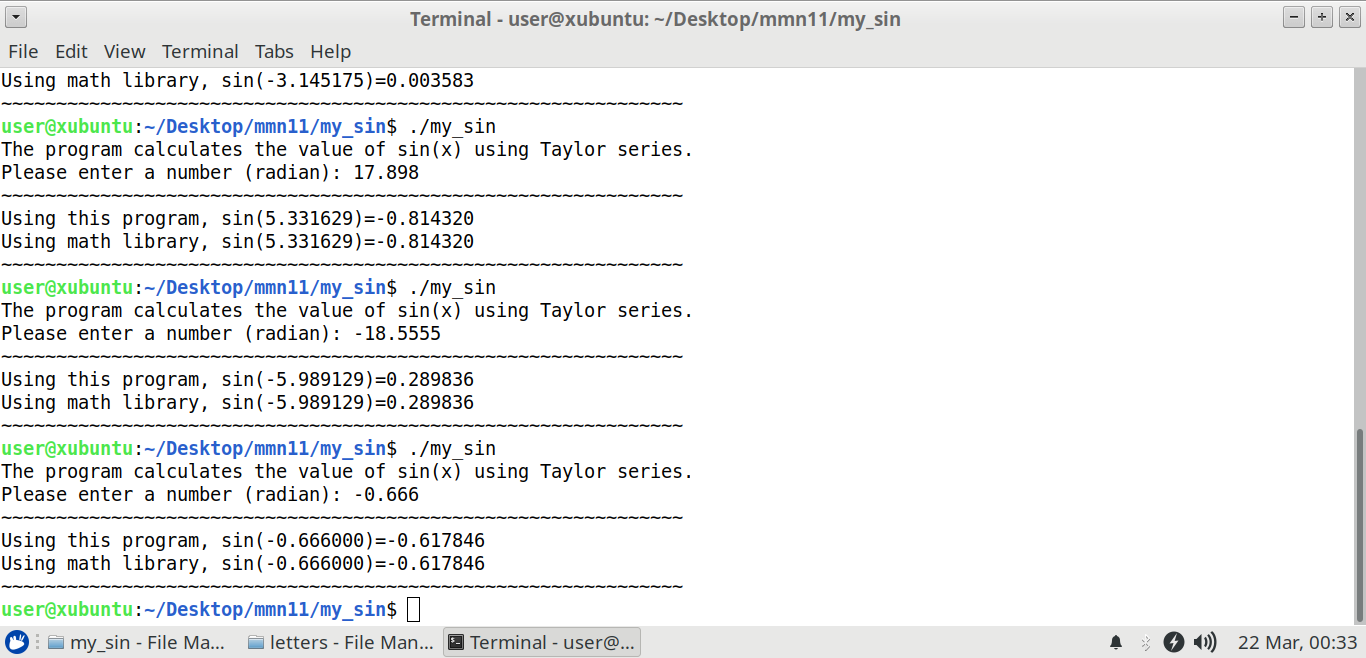 Terminal - user@xubuntu: ~/Desktop/mmn11/my_sin
File Edit View Terminal Tabs Help
Using math library, sin(-3.145175)=0.003583
~~~~~~~~~~~~~~~~~~~~~~~~~~~~~~~~~~~~~~~~~~~~~~~~~~~~~~~~~~~~~~
user@xubuntu:~/Desktop/mmn11/my_sin$ ./my_sin
The program calculates the value of sin(x) using Taylor series.
Please enter a number (radian): 17.898
~~~~~~~~~~~~~~~~~~~~~~~~~~~~~~~~~~~~~~~~~~~~~~~~~~~~~~~~~~~~~~
Using this program, sin(5.331629)=-0.814320
Using math library, sin(5.331629)=-0.814320
~~~~~~~~~~~~~~~~~~~~~~~~~~~~~~~~~~~~~~~~~~~~~~~~~~~~~~~~~~~~~~
user@xubuntu:~/Desktop/mmn11/my_sin$ ./my_sin
The program calculates the value of sin(x) using Taylor series.
Please enter a number (radian): -18.5555
~~~~~~~~~~~~~~~~~~~~~~~~~~~~~~~~~~~~~~~~~~~~~~~~~~~~~~~~~~~~~~
Using this program, sin(-5.989129)=0.289836
Using math library, sin(-5.989129)=0.289836
~~~~~~~~~~~~~~~~~~~~~~~~~~~~~~~~~~~~~~~~~~~~~~~~~~~~~~~~~~~~~~
user@xubuntu:~/Desktop/mmn11/my_sin$ ./my_sin
The program calculates the value of sin(x) using Taylor series.
Please enter a number (radian): -0.666
~~~~~~~~~~~~~~~~~~~~~~~~~~~~~~~~~~~~~~~~~~~~~~~~~~~~~~~~~~~~~~
Using this program, sin(-0.666000)=-0.617846
Using math library, sin(-0.666000)=-0.617846
~~~~~~~~~~~~~~~~~~~~~~~~~~~~~~~~~~~~~~~~~~~~~~~~~~~~~~~~~~~~~~
user@xubuntu:~/Desktop/mmn11/my_sin$
my_sin - File Ma... letters - File Man... Terminal - user@... 22 Mar, 00:33